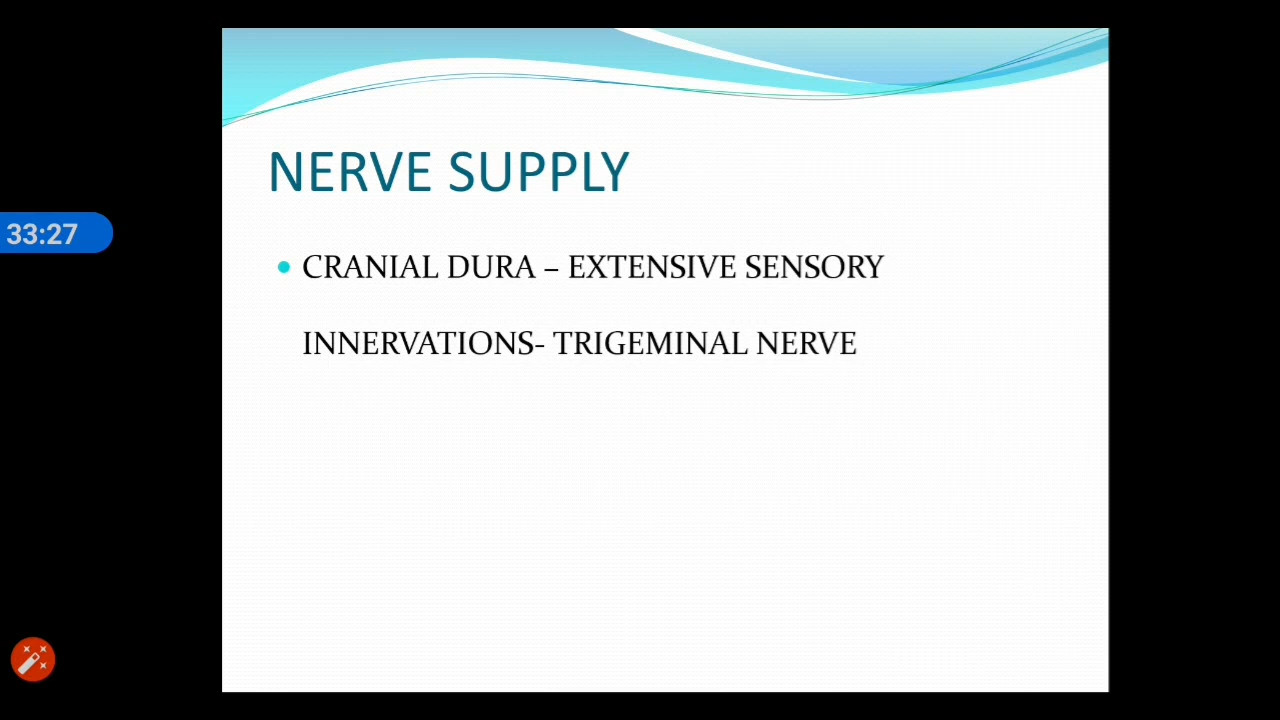 NERVE SUPPLY
33:27
CRANIAL DURA – EXTENSIVE SENSORY
INNERVATIONS- TRIGEMINAL NERVE